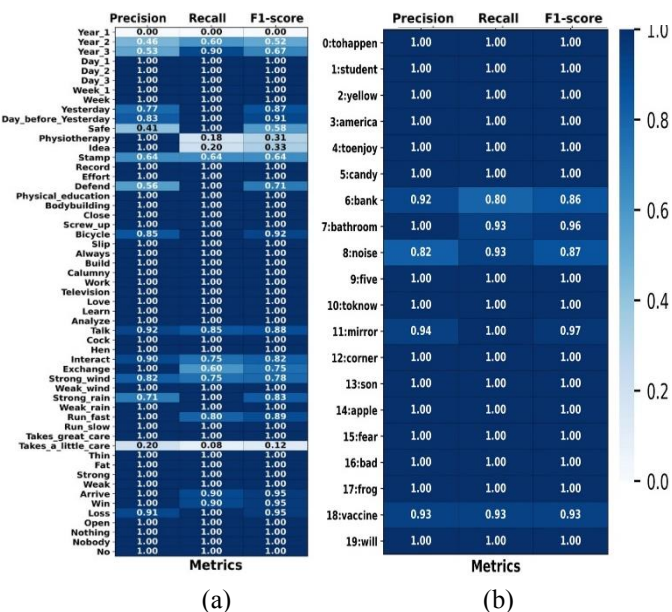 Precision Recall F1-score
Year_1 0.00 0.00 0.00
Year_2 0.46 0.60 0.52
Year_3 0.53 0.90 0.67
Day_1 1.00 1.00 1.00
Day_2 1.00 1.00 1.00
Day_3 1.00 1.00 1.00
Week_1 1.00 1.00 1.00
Week 1.00 1.00 1.00
Yesterday 0.77 1.00 0.87
Day_before_Yesterday 0.83 1.00 0.91
Safe 0.41 1.00 0.58
Physiotherapy 1.00 0.18 0.31
Idea 1.00 0.20 0.33
Stamp 0.64 0.64 0.64
Record 1.00 1.00 1.00
Effort 1.00 1.00 1.00
Defend 0.56 1.00 0.71
Physical_education 1.00 1.00 1.00
Bodybuilding 1.00 1.00 1.00
Close 1.00 1.00 1.00
Screw_up 1.00 1.00 1.00
Bicycle 0.85 1.00 0.92
Slip 1.00 1.00 1.00
Always 1.00 1.00 1.00
Build 1.00 1.00 1.00
Calumny 1.00 1.00 1.00
Work 1.00 1.00 1.00
Television 1.00 1.00 1.00
Love 1.00 1.00 1.00
Learn 1.00 1.00 1.00
Analyze 1.00 1.00 1.00
Talk 0.92 0.85 0.88
Cock 1.00 1.00 1.00
Hen 1.00 1.00 1.00
Interact 0.90 0.75 0.82
Exchange 1.00 0.60 0.75
Strong_wind 0.82 0.75 0.78
Weak_wind 1.00 1.00 1.00
Strong_rain 0.71 1.00 0.83
Weak_rain 1.00 1.00 1.00
Run_fast 1.00 0.80 0.89
Run_slow 1.00 1.00 1.00
Takes_great_care 1.00 1.00 1.00
Takes_a_little_care 0.20 0.08 0.12
Thin 1.00 1.00 1.00
Fat 1.00 1.00 1.00
Strong 1.00 1.00 1.00
Weak 1.00 1.00 1.00
Arrive 1.00 0.90 0.95
Win 1.00 0.90 0.95
Loss 0.91 1.00 0.95
Open 1.00 1.00 1.00
Nothing 1.00 1.00 1.00
Nobody 1.00 1.00 1.00
No 1.00 1.00 1.00
Metrics
(a)
Precision Recall F1-score
0:tohappen 1.00 1.00 1.00
1:student 1.00 1.00 1.00
2:yellow 1.00 1.00 1.00
3:america 1.00 1.00 1.00
4:toenjoy 1.00 1.00 1.00
5:candy 1.00 1.00 1.00
6:bank 0.92 0.80 0.86
7:bathroom 1.00 0.93 0.96
8:noise 0.82 0.93 0.87
9:five 1.00 1.00 1.00
10:toknow 1.00 1.00 1.00
11:mirror 0.94 1.00 0.97
12:corner 1.00 1.00 1.00
13:son 1.00 1.00 1.00
14:apple 1.00 1.00 1.00
15:fear 1.00 1.00 1.00
16:bad 1.00 1.00 1.00
17:frog 1.00 1.00 1.00
18:vaccine 0.93 0.93 0.93
19:will 1.00 1.00 1.00
Metrics
(b)
1.0
0.8
0.6
0.4
0.2
0.0